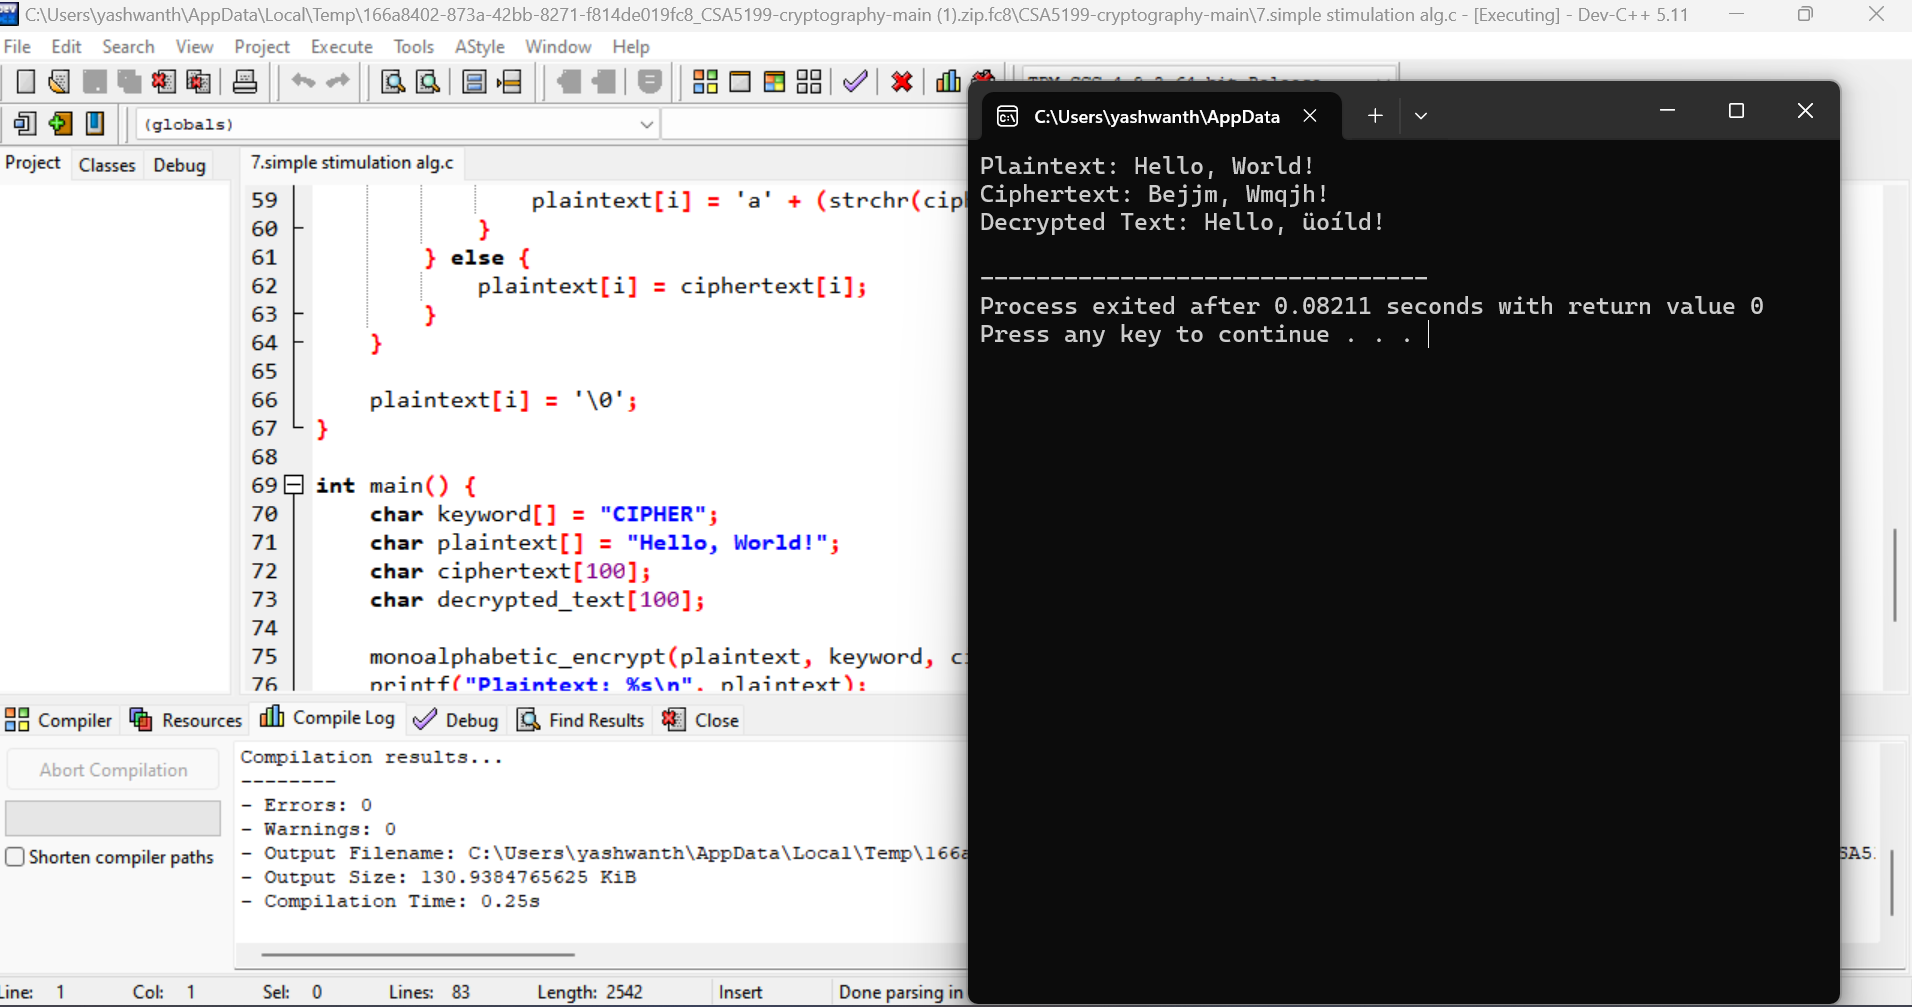 C:\Users\yashwanth\AppData\Local\Temp\166a8402-873a-42bb-8271-f814de019fc8_CSA5199-cryptography-main (1).zip.fc8\CSA5199-cryptography-main\7.simple stimulation alg.c - [Executing] - Dev-C++ 5.11
File Edit Search View Project Execute Tools AStyle Window Help
(globals)
Project Classes Debug
7.simple stimulation alg.c
59 plaintext[i] = 'a' + (strchr(cip
60 }
61 } else {
62 plaintext[i] = ciphertext[i];
63 }
64 }
65
66 plaintext[i] = '\0';
67 }
68
69 int main() {
70 char keyword[] = "CIPHER";
71 char plaintext[] = "Hello, World!";
72 char ciphertext[100];
73 char decrypted_text[100];
74
75 monoalphabetic_encrypt(plaintext, keyword, c
76 printf("Plaintext: %s\n", plaintext);
C:\Users\yashwanth\AppData
Plaintext: Hello, World!
Ciphertext: Bejjm, Wmqjh!
Decrypted Text: Hello, üoíld!
--------------------------------
Process exited after 0.08211 seconds with return value 0
Press any key to continue . . .
Compiler Resources Compile Log Debug Find Results Close
Abort Compilation
Shorten compiler paths
Compilation results...
--------
- Errors: 0
- Warnings: 0
- Output Filename: C:\Users\yashwanth\AppData\Local\Temp\166a
- Output Size: 130.9384765625 KiB
- Compilation Time: 0.25s
SA5
Line: 1 Col: 1 Sel: 0 Lines: 83 Length: 2542 Insert Done parsing in